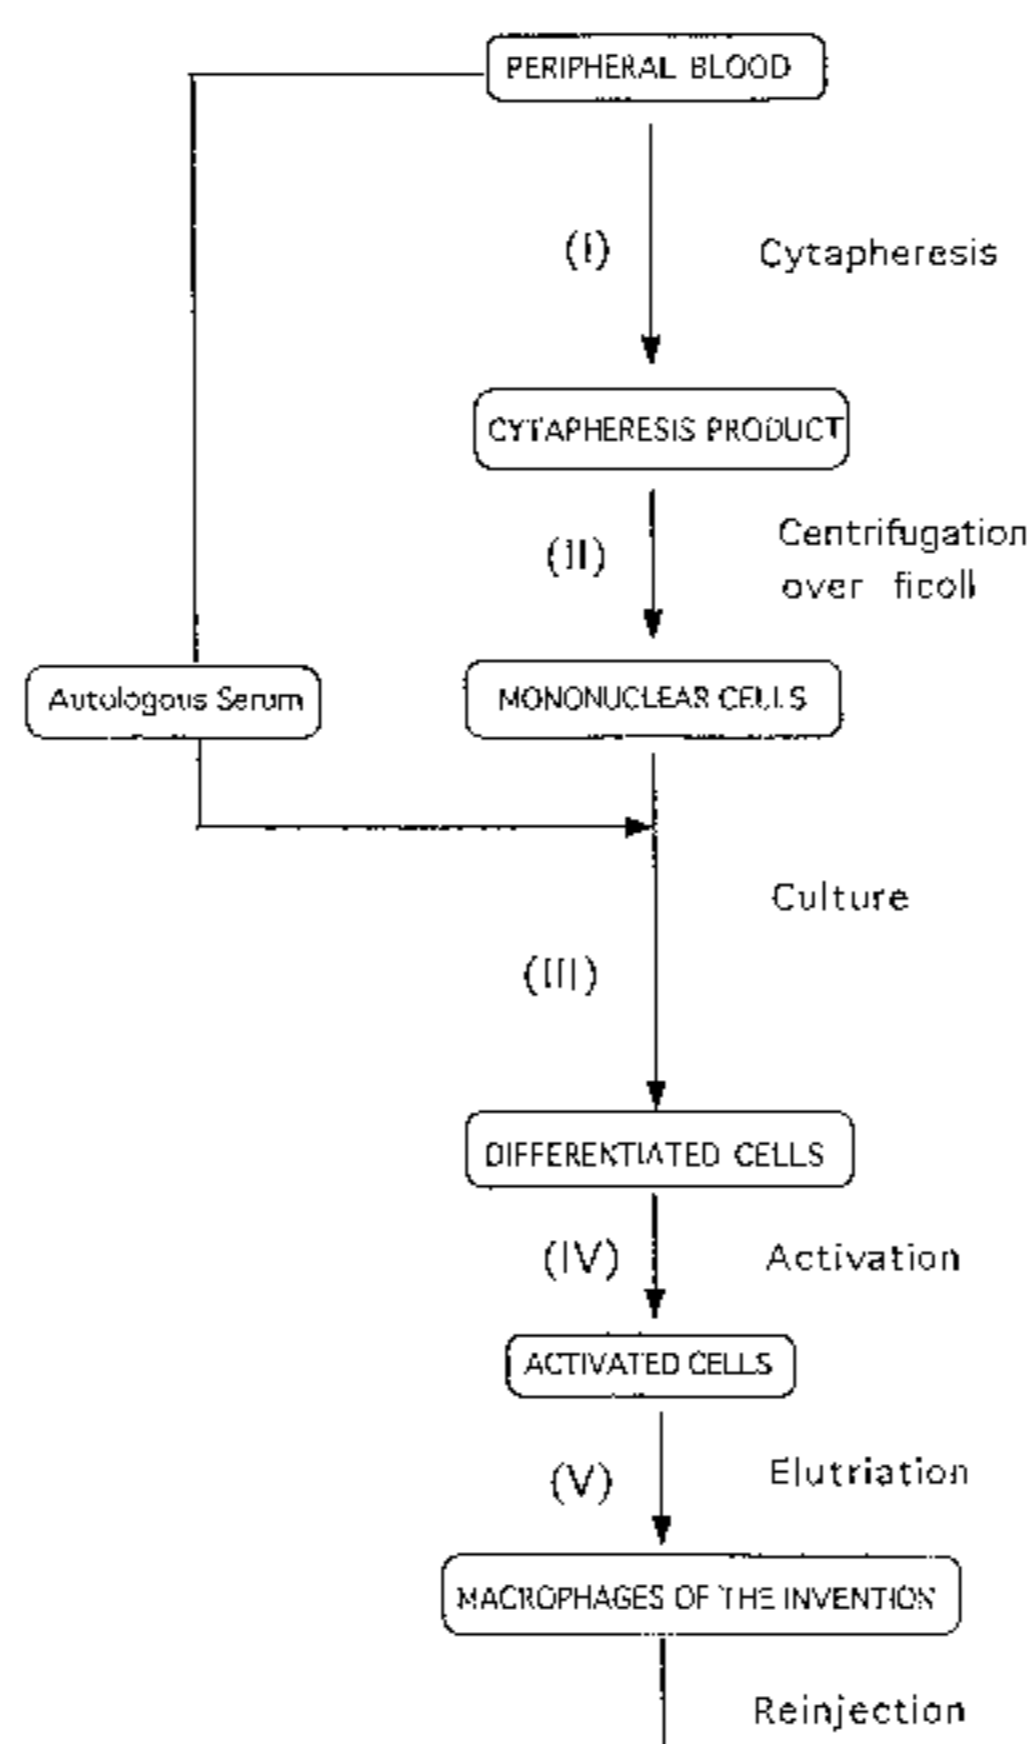 PERIPHERAL BLOOD
(I)
Cytapheresis
CYTAPHERESIS PRODUCT
(II)
Centrifugation
over ficoll
Autologous Serum
MONONUCLEAR CELLS
Culture
(III)
DIFFERENTIATED CELLS
(IV)
Activation
ACTIVATED CELLS
(V)
Elutriation
MACROPHAGES OF THE INVENTION
Reinjection